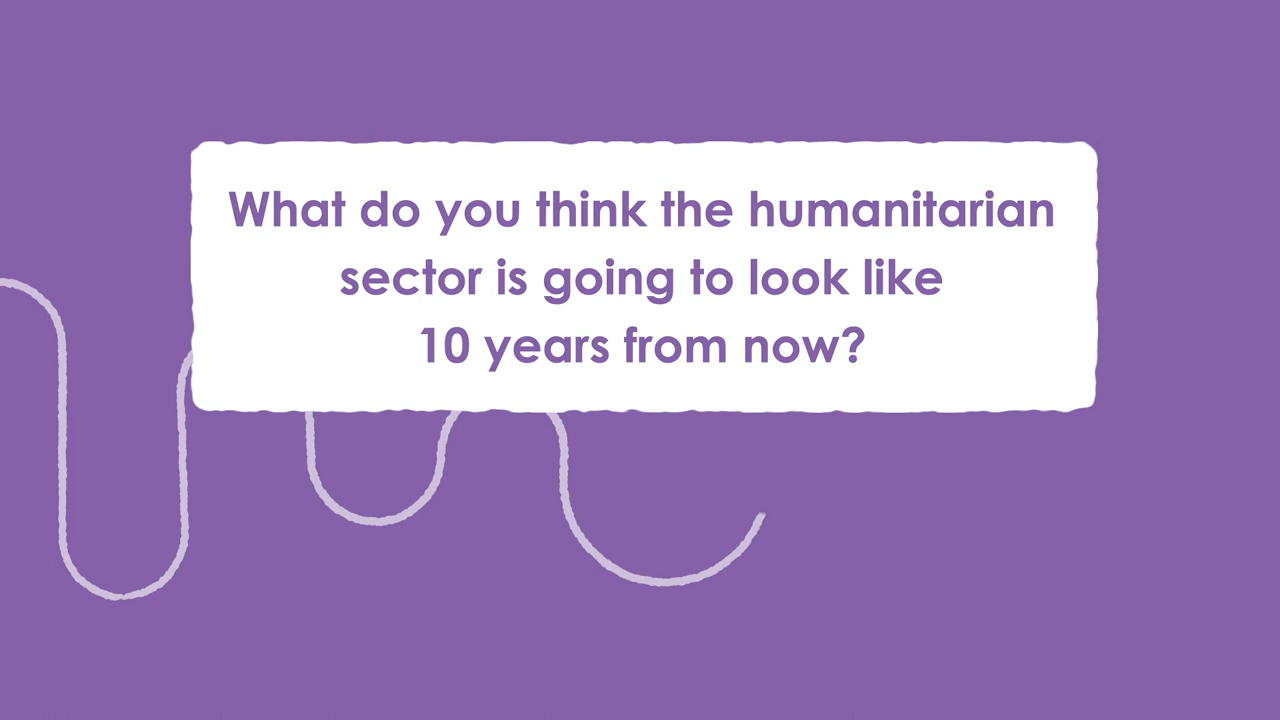 What do you think the humanitarian
sector is going to look like
10 years from now?